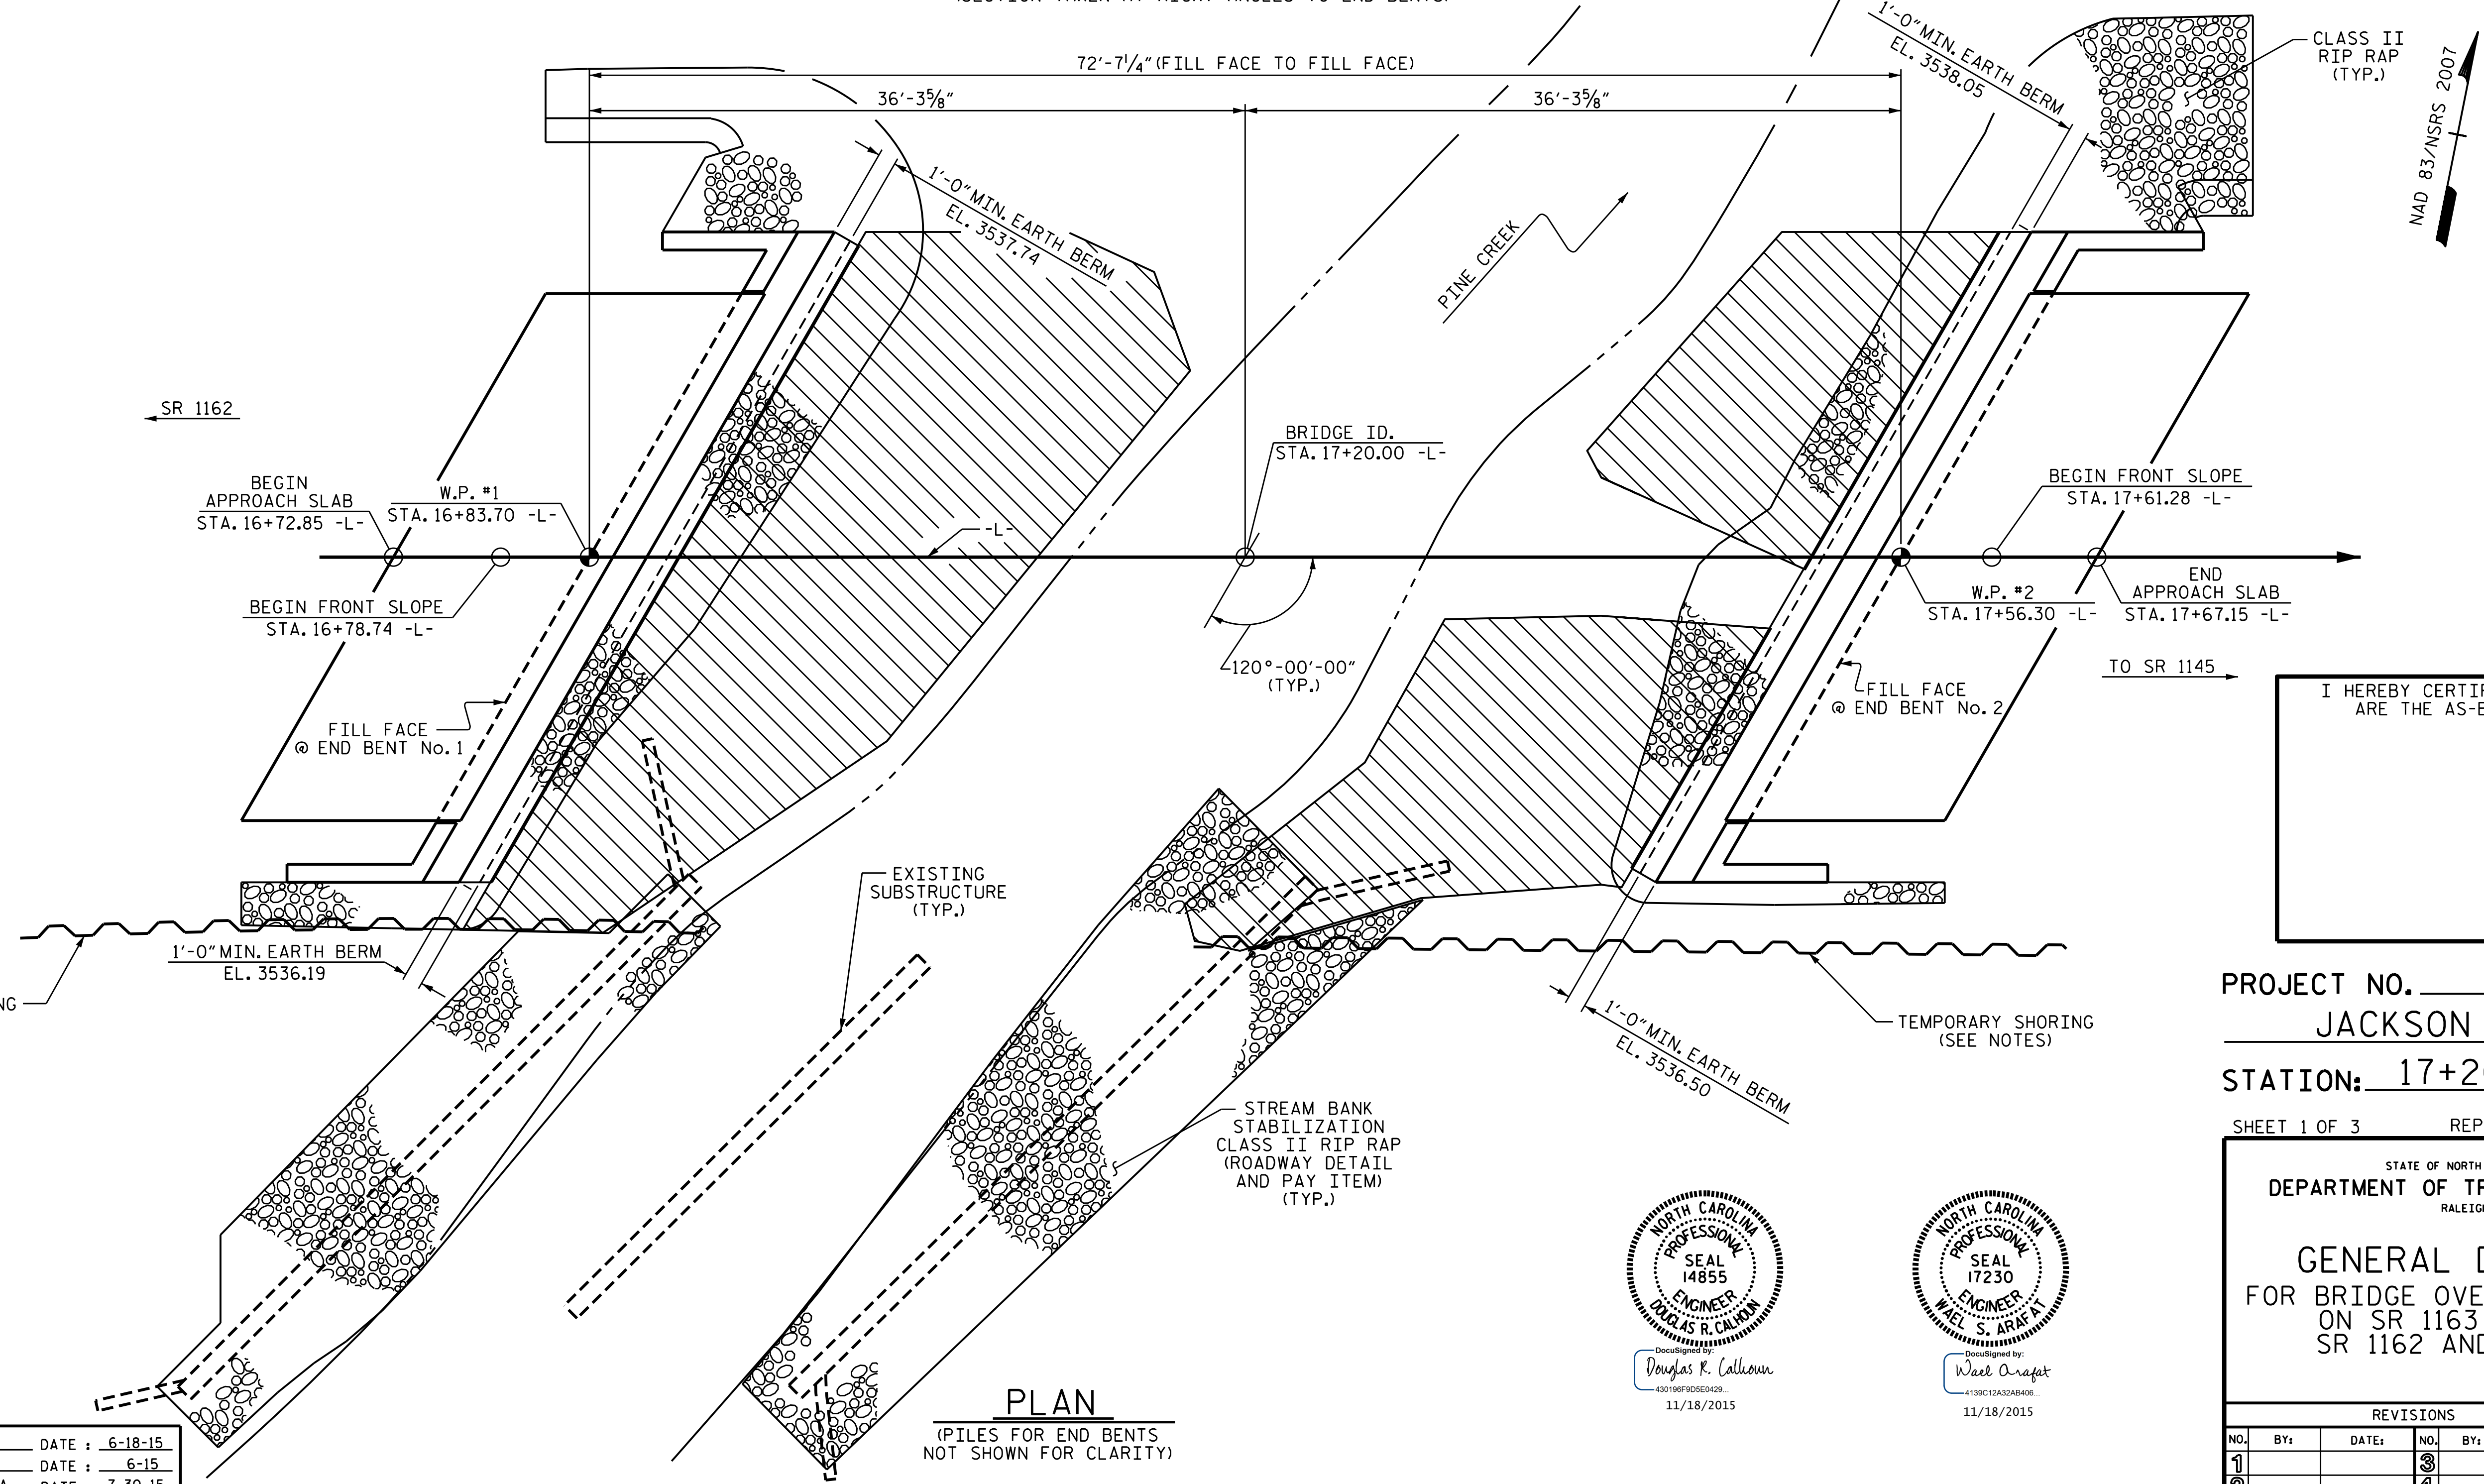 72'-7¼" (FILL FACE TO FILL FACE)
36'-3⅝"
36'-3⅝"
1'-0" MIN. EARTH BERM
EL. 3538.05
CLASS II
RIP RAP
(TYP.)
NAD 83/NSRS 2007
1'-0" MIN. EARTH BERM
EL. 3537.74
PINE CREEK
SR 1162
BRIDGE ID.
STA. 17+20.00 -L-
BEGIN
APPROACH SLAB
STA. 16+72.85 -L-
W.P. #1
STA. 16+83.70 -L-
-L-
BEGIN FRONT SLOPE
STA. 17+61.28 -L-
BEGIN FRONT SLOPE
STA. 16+78.74 -L-
W.P. #2
STA. 17+56.30 -L-
END
APPROACH SLAB
STA. 17+67.15 -L-
120°-00'-00"
(TYP.)
TO SR 1145
FILL FACE
@ END BENT No. 1
FILL FACE
@ END BENT No. 2
I HEREBY CERTIF
ARE THE AS-B
EXISTING
SUBSTRUCTURE
(TYP.)
1'-0" MIN. EARTH BERM
EL. 3536.19
NG
1'-0" MIN. EARTH BERM
EL. 3536.50
TEMPORARY SHORING
(SEE NOTES)
STREAM BANK
STABILIZATION
CLASS II RIP RAP
(ROADWAY DETAIL
AND PAY ITEM)
(TYP.)
PROJECT NO.
JACKSON
STATION: 17+2
SHEET 1 OF 3 REP
STATE OF NORTH
DEPARTMENT OF TR
RALEIG
GENERAL D
FOR BRIDGE OVE
ON SR 1163
SR 1162 AND
REVISIONS
NO. BY: DATE: NO. BY:
1 3
2 4
NORTH CAROLINA
PROFESSIONAL
SEAL
14855
ENGINEER
DOUGLAS R. CALHOUN
DocuSigned by:
Douglas R. Calhoun
430196F9D5E0429...
11/18/2015
NORTH CAROLINA
PROFESSIONAL
SEAL
17230
ENGINEER
WAEL S. ARAFAT
DocuSigned by:
Wael Arafat
4139C12A32AB406...
11/18/2015
PLAN
(PILES FOR END BENTS
NOT SHOWN FOR CLARITY)
DATE : 6-18-15
DATE : 6-15
DATE : 7-30-15